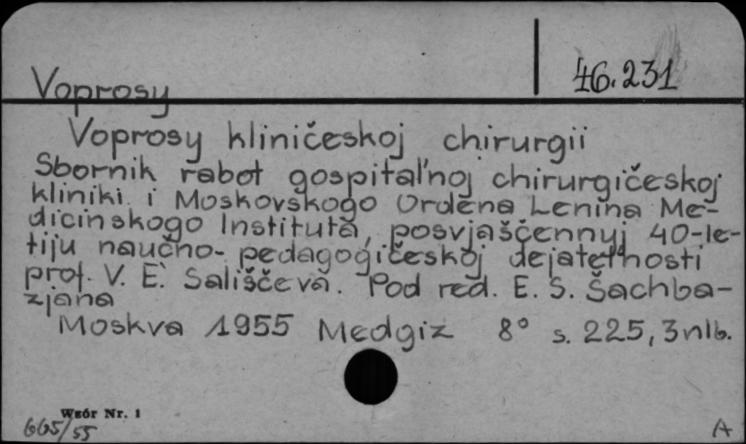 Voprosy
46.231
Voprosy kliničeskoj chirurgii
Sbornik rabot gospital'noj chirurgičeskoj
kliniki i Moskovskogo Ordena Lenina Me-
dicinskogo Instituta, posvjaščennyj 40-le-
tiju naučno-pedagogičeskoj dejatel'nosti
prof. V. E. Sališčeva. Pod red. E. S. Šachba-
zjana
Moskva 1955 Medgiz 8° s. 225, 3 nlb.
Wzór Nr. 1
665/55
A